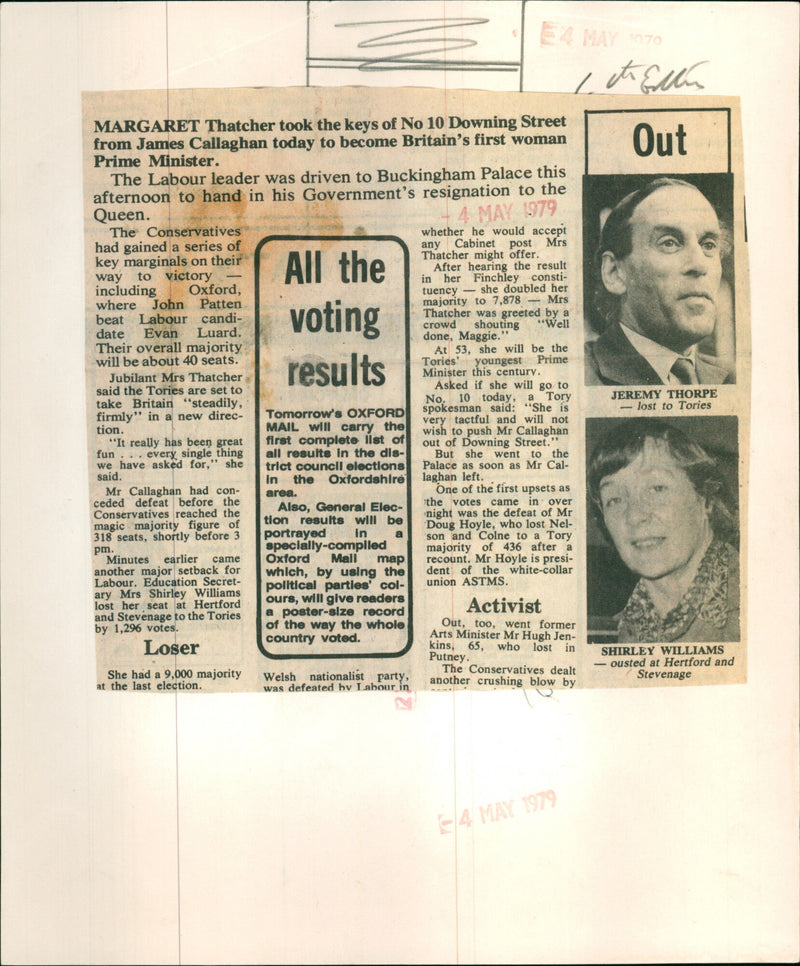 E4 MAY 1979
MARGARET Thatcher took the keys of No 10 Downing Street
from James Callaghan today to become Britain's first woman
Prime Minister.
The Labour leader was driven to Buckingham Palace this
afternoon to hand in his Government's resignation to the
Queen.
- 4 MAY 1979
The Conservatives
had gained a series of
key marginals on their
way to victory —
including Oxford,
where John Patten
beat Labour candi-
date Evan Luard.
Their overall majority
will be about 40 seats.
Jubilant Mrs Thatcher
said the Tories are set to
take Britain "steadily,
firmly" in a new direc-
tion.
"It really has been great
fun . . . every single thing
we have asked for," she
said.
Mr Callaghan had con-
ceded defeat before the
Conservatives reached the
magic majority figure of
318 seats, shortly before 3
pm.
Minutes earlier came
another major setback for
Labour. Education Secret-
ary Mrs Shirley Williams
lost her seat at Hertford
and Stevenage to the Tories
by 1,296 votes.
Loser
She had a 9,000 majority
at the last election.
All the
voting
results
Tomorrow's OXFORD
MAIL will carry the
first complete list of
all results in the dis-
trict council elections
in the Oxfordshire
area.
Also, General Elec-
tion results will be
portrayed in a
specially-compiled
Oxford Mail map
which, by using the
political parties' col-
ours, will give readers
a poster-size record
of the way the whole
country voted.
Welsh nationalist party,
was defeated by Labour in
whether he would accept
any Cabinet post Mrs
Thatcher might offer.
After hearing the result
in her Finchley consti-
tuency — she doubled her
majority to 7,878 — Mrs
Thatcher was greeted by a
crowd shouting "Well
done, Maggie."
At 53, she will be the
Tories' youngest Prime
Minister this century.
Asked if she will go to
No. 10 today, a Tory
spokesman said: "She is
very tactful and will not
wish to push Mr Callaghan
out of Downing Street."
But she went to the
Palace as soon as Mr Cal-
laghan left.
One of the first upsets as
the votes came in over
night was the defeat of Mr
Doug Hoyle, who lost Nel-
son and Colne to a Tory
majority of 436 after a
recount. Mr Hoyle is presi-
dent of the white-collar
union ASTMS.
Activist
Out, too, went former
Arts Minister Mr Hugh Jen-
kins, 65, who lost in
Putney.
The Conservatives dealt
another crushing blow by
Out
JEREMY THORPE
— lost to Tories
SHIRLEY WILLIAMS
— ousted at Hertford and
Stevenage
E4 MAY 1979